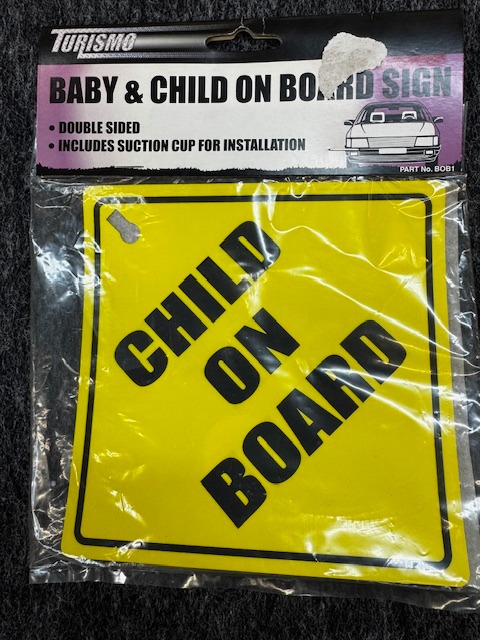 TURISMO
BABY & CHILD ON BOARD SIGN
• DOUBLE SIDED
• INCLUDES SUCTION CUP FOR INSTALLATION
PART No. BOB1
CHILD
ON
BOARD